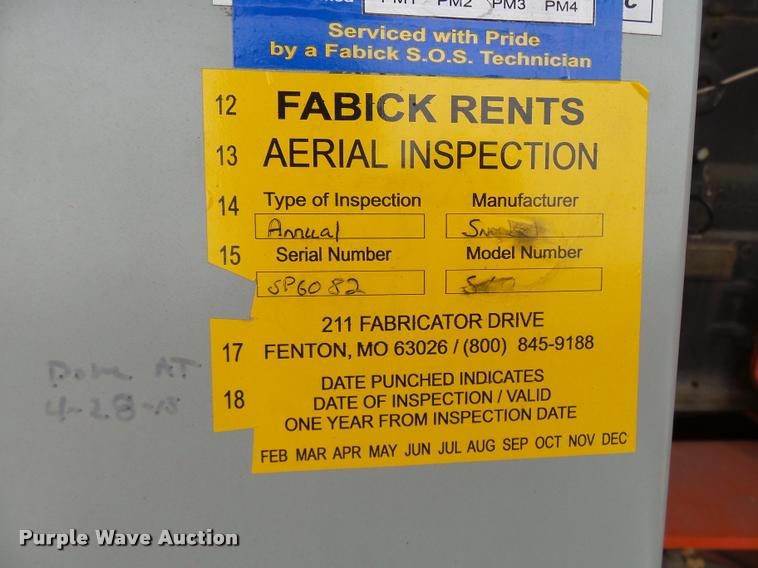 PM1 PM2 PM3 PM4
Serviced with Pride
by a Fabick S.O.S. Technician
12 FABICK RENTS
13 AERIAL INSPECTION
14 Type of Inspection Manufacturer
Annual
15 Serial Number Model Number
SP6082
211 FABRICATOR DRIVE
17 FENTON, MO 63026 / (800) 845-9188
DATE PUNCHED INDICATES
18 DATE OF INSPECTION / VALID
ONE YEAR FROM INSPECTION DATE
FEB MAR APR MAY JUN JUL AUG SEP OCT NOV DEC
Done AT
4-28-15
Purple Wave Auction